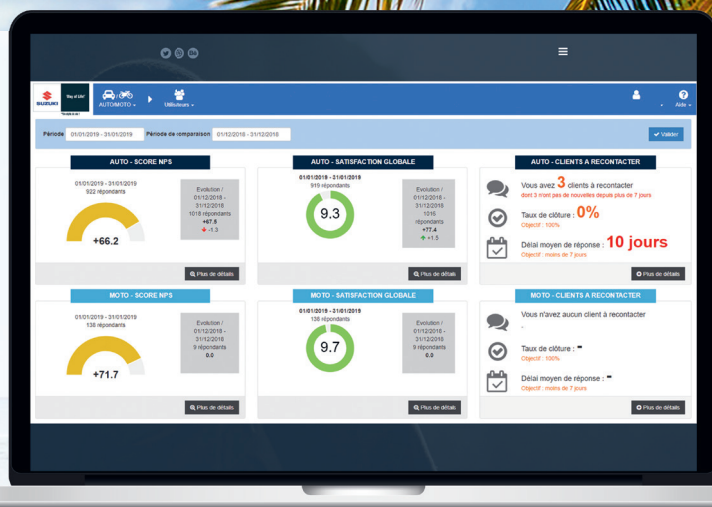 SUZUKI
Way of Life!
AUTO/MOTO
Utilisateurs
Aide
Période 01/01/2019 - 31/01/2019 Période de comparaison 01/12/2018 - 31/12/2018
Valider
AUTO - SCORE NPS
01/01/2019 - 31/01/2019
922 répondants
+66.2
Evolution /
01/12/2018 -
31/12/2018
1018 répondants
+67.5
-1.3
Plus de détails
AUTO - SATISFACTION GLOBALE
01/01/2019 - 31/01/2019
919 répondants
9.3
Evolution /
01/12/2018 -
31/12/2018
1016
répondants
+77.4
+1.5
Plus de détails
AUTO - CLIENTS A RECONTACTER
Vous avez 3 clients à recontacter
dont 3 n'ont pas de nouvelles depuis plus de 7 jours
Taux de clôture : 0%
Objectif : 100%
Délai moyen de réponse : 10 jours
Objectif : moins de 7 jours
Plus de détails
MOTO - SCORE NPS
01/01/2019 - 31/01/2019
138 répondants
+71.7
Evolution /
01/12/2018 -
31/12/2018
9 répondants
0.0
Plus de détails
MOTO - SATISFACTION GLOBALE
01/01/2019 - 31/01/2019
136 répondants
9.7
Evolution /
01/12/2018 -
31/12/2018
9 répondants
0.0
Plus de détails
MOTO - CLIENTS A RECONTACTER
Vous n'avez aucun client à recontacter
.
Taux de clôture : -
Objectif : 100%
Délai moyen de réponse : -
Objectif : moins de 7 jours
Plus de détails